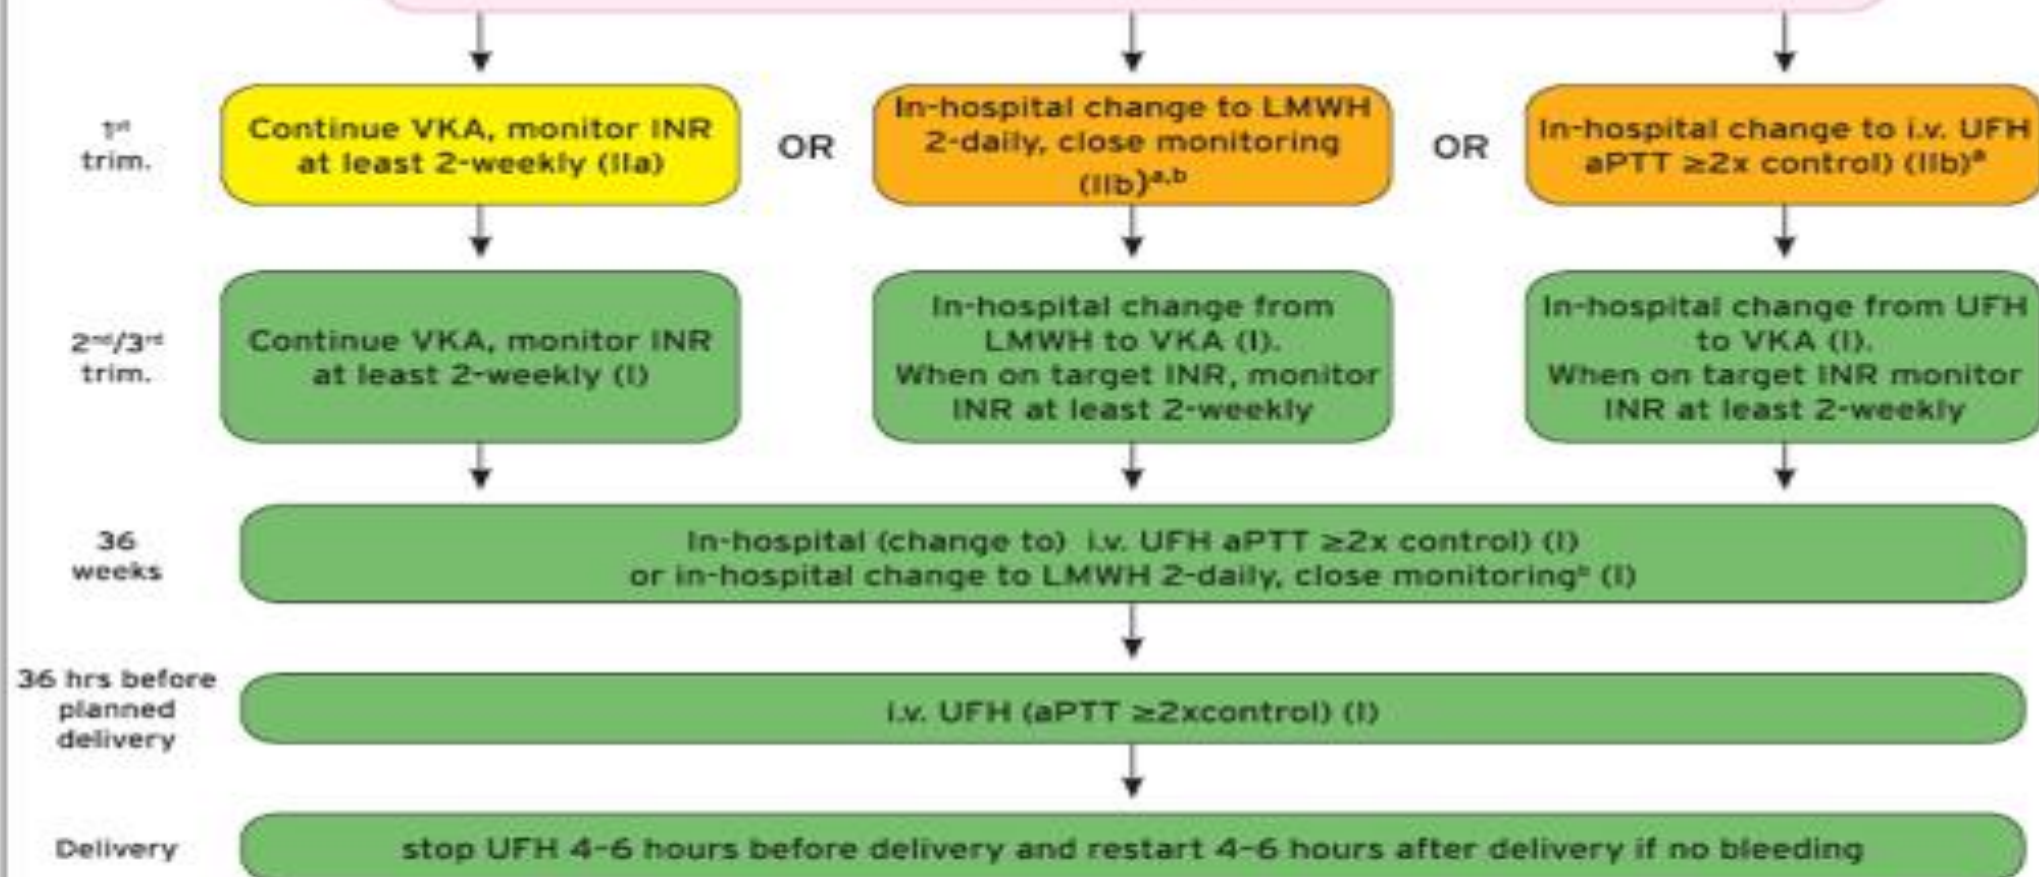 1st
trim.
Continue VKA, monitor INR
at least 2-weekly (IIa)
OR
In-hospital change to LMWH
2-daily, close monitoring
(IIb)a,b
OR
In-hospital change to i.v. UFH
aPTT ≥2x control) (IIb)a
2nd/3rd
trim.
Continue VKA, monitor INR
at least 2-weekly (I)
In-hospital change from
LMWH to VKA (I).
When on target INR, monitor
INR at least 2-weekly
In-hospital change from UFH
to VKA (I).
When on target INR monitor
INR at least 2-weekly
36
weeks
In-hospital (change to) i.v. UFH aPTT ≥2x control) (I)
or in-hospital change to LMWH 2-daily, close monitoringb (I)
36 hrs before
planned
delivery
i.v. UFH (aPTT ≥2xcontrol) (I)
Delivery
stop UFH 4-6 hours before delivery and restart 4-6 hours after delivery if no bleeding